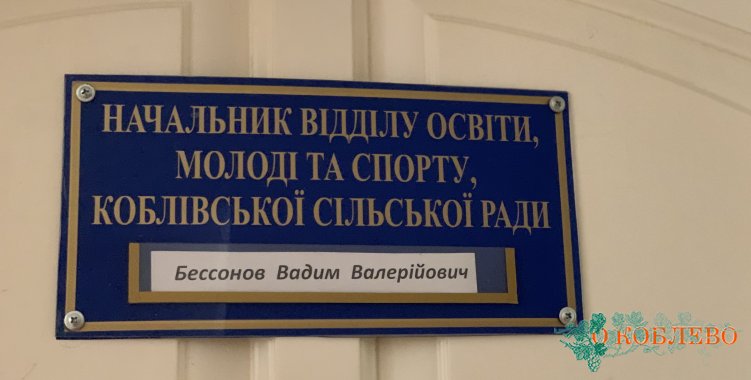 НАЧАЛЬНИК ВІДДІЛУ ОСВІТИ,
МОЛОДІ ТА СПОРТУ,
КОБЛІВСЬКОЇ СІЛЬСЬКОЇ РАДИ
Бессонов Вадим Валерійович
О КОБЛЕВО